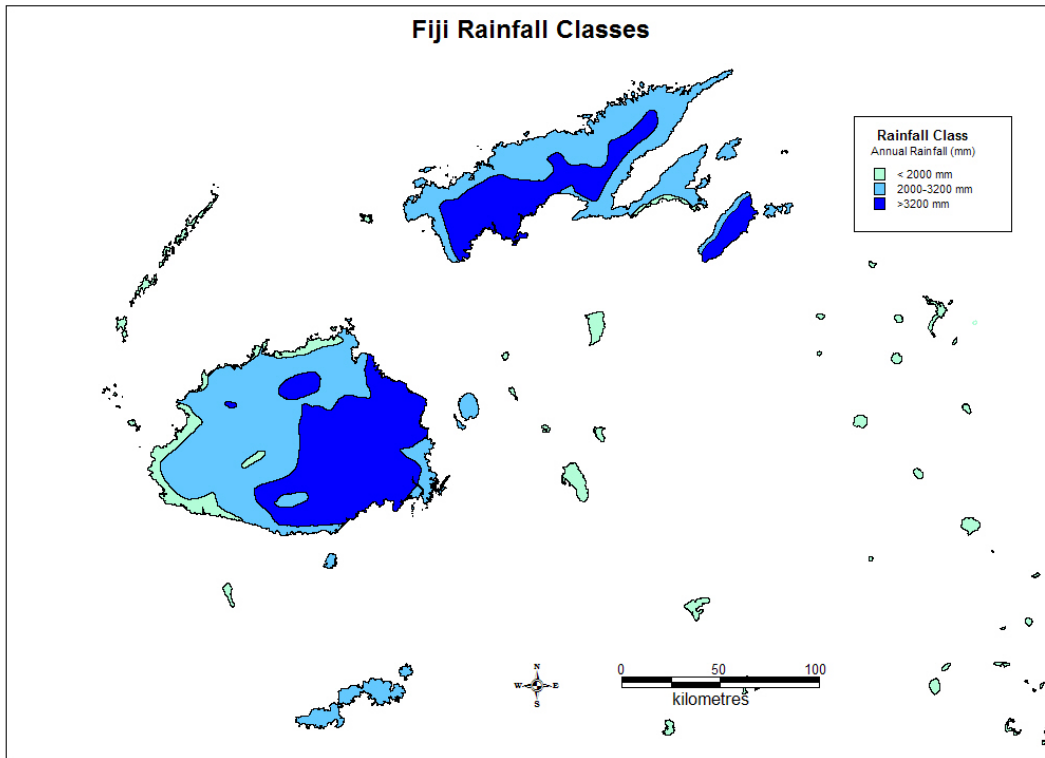 Fiji Rainfall Classes
Rainfall Class
Annual Rainfall (mm)
< 2000 mm
2000-3200 mm
>3200 mm
N
W E
S
0 50 100
kilometres